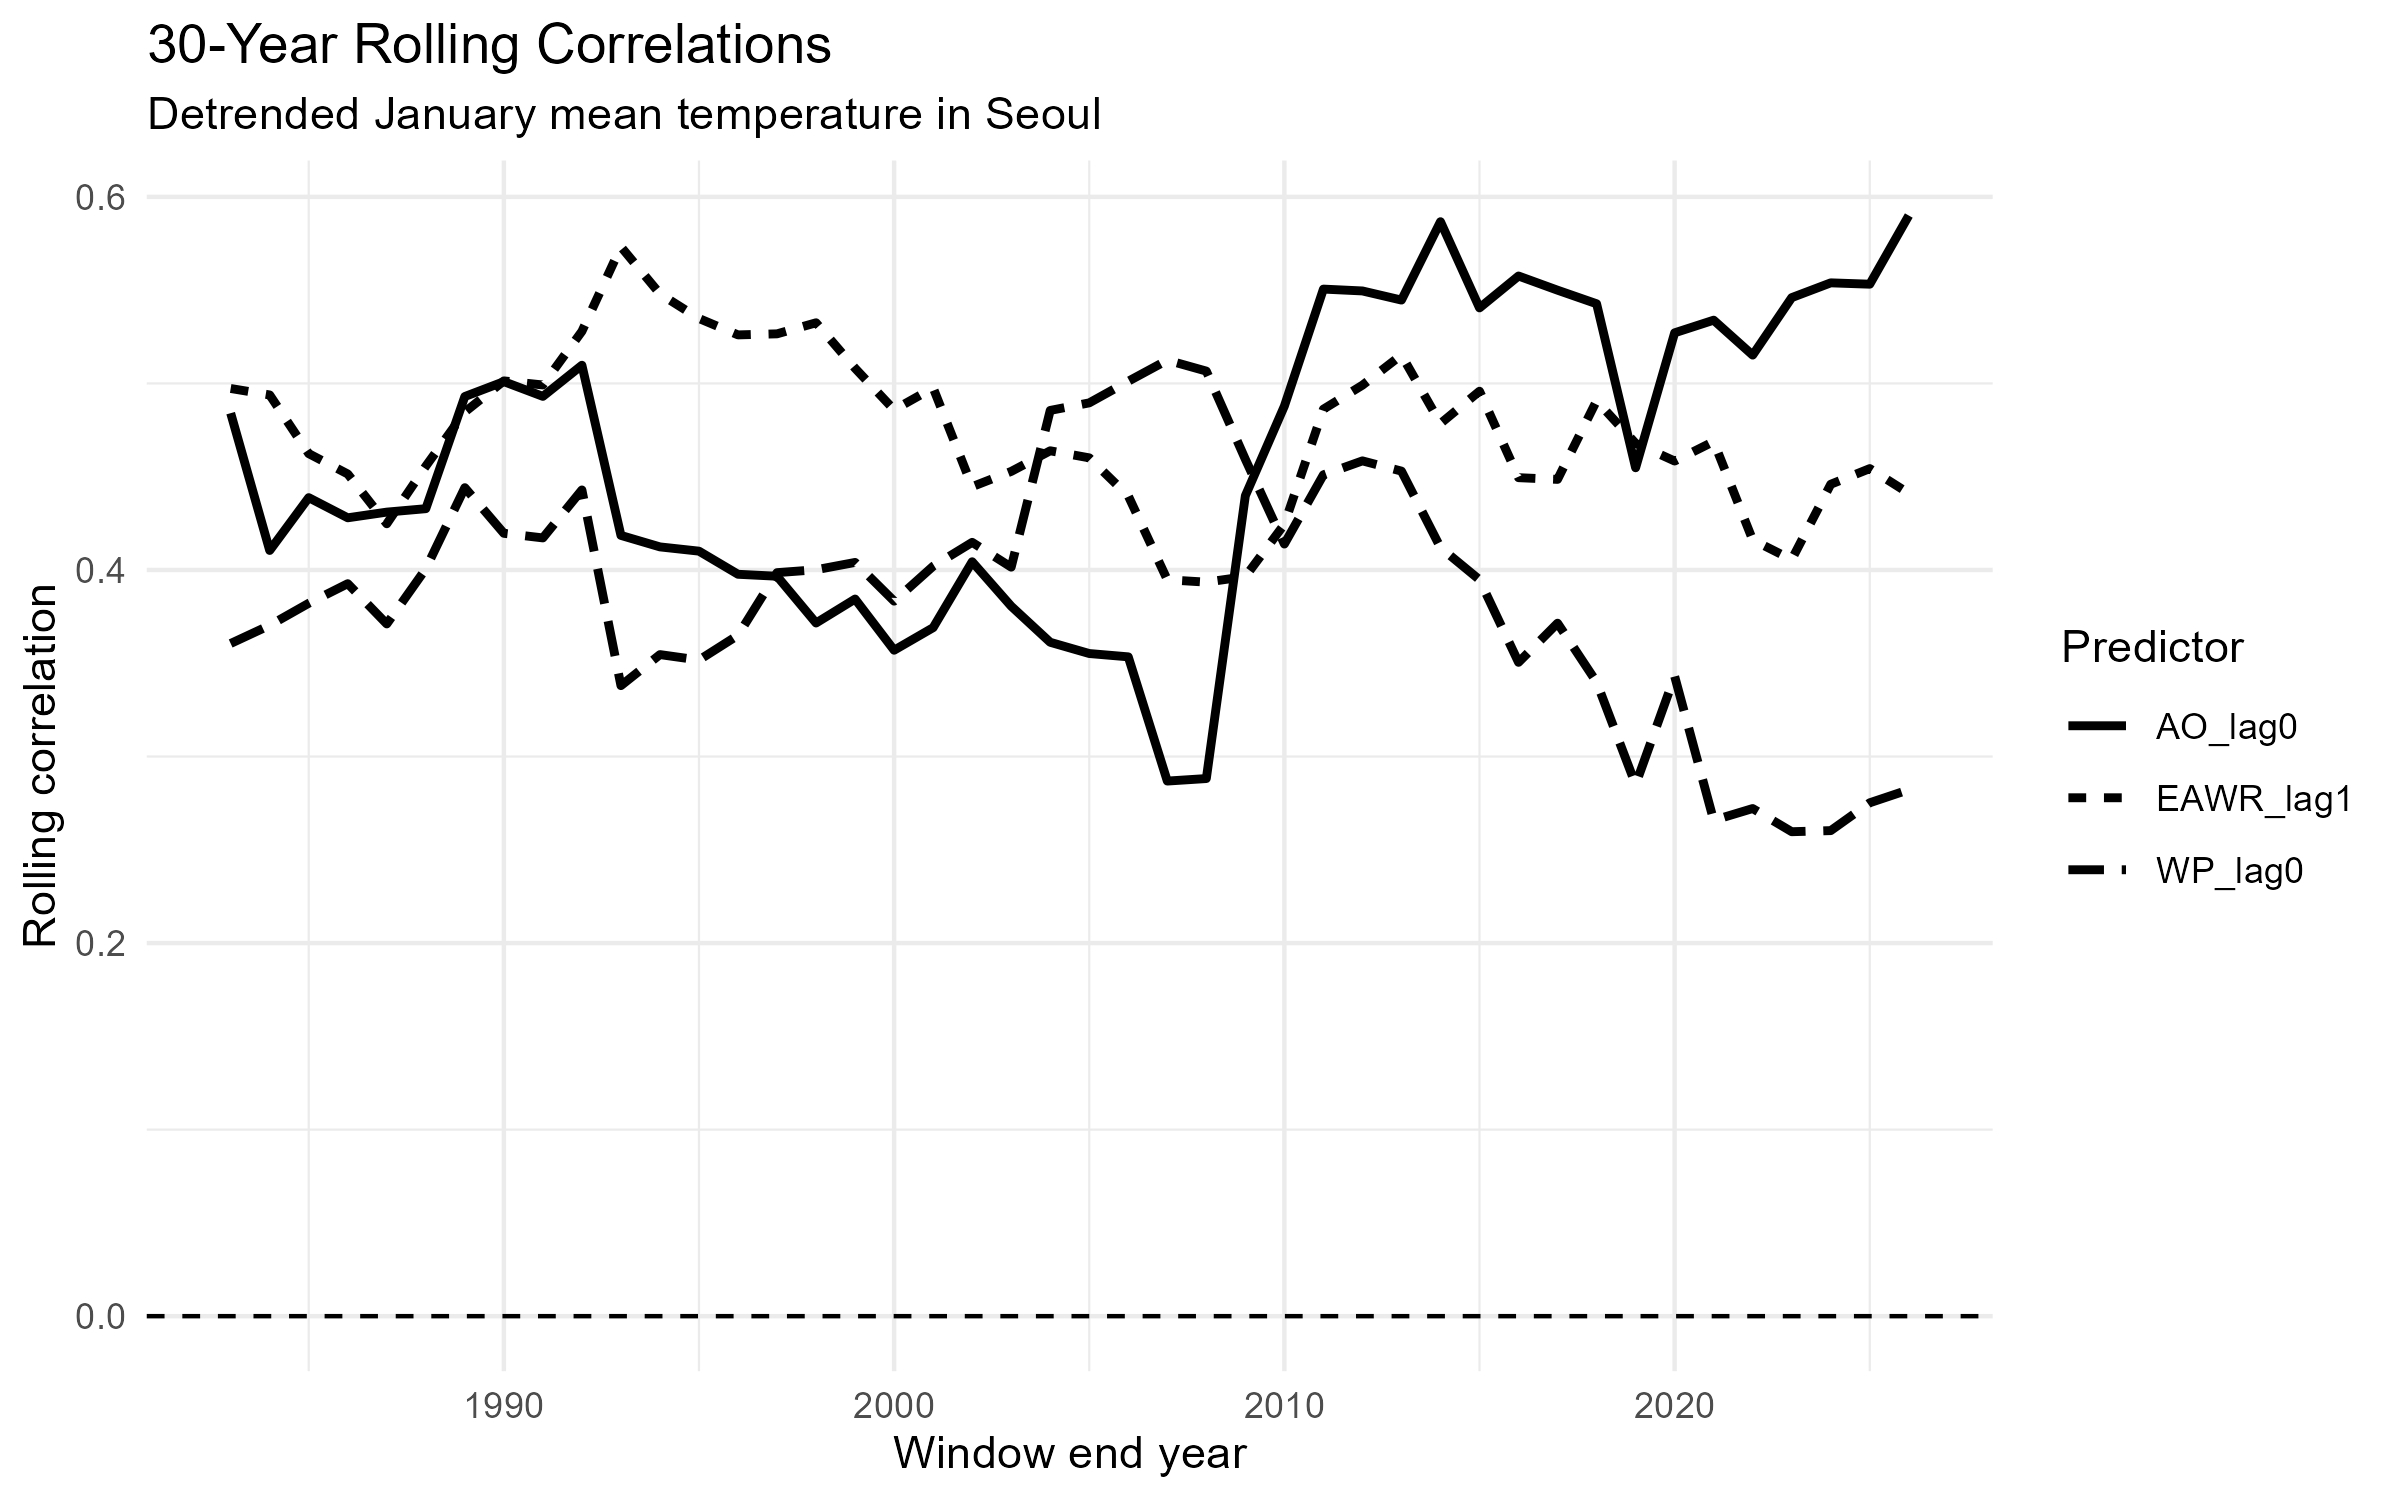 30-Year Rolling Correlations
Detrended January mean temperature in Seoul
Rolling correlation
0.6
0.4
0.2
0.0
1990
2000
2010
2020
Window end year
Predictor
AO_lag0
EAWR_lag1
WP_lag0